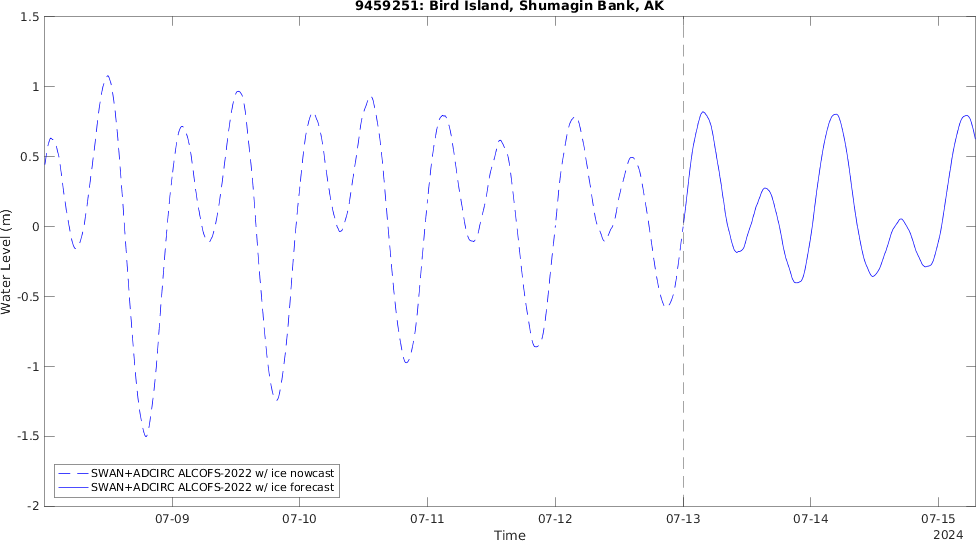 9459251: Bird Island, Shumagin Bank, AK
1.5
1
0.5
0
-0.5
-1
-1.5
-2
Water Level (m)
SWAN+ADCIRC ALCOFS-2022 w/ ice nowcast
SWAN+ADCIRC ALCOFS-2022 w/ ice forecast
07-09 07-10 07-11 07-12 07-13 07-14 07-15
Time 2024